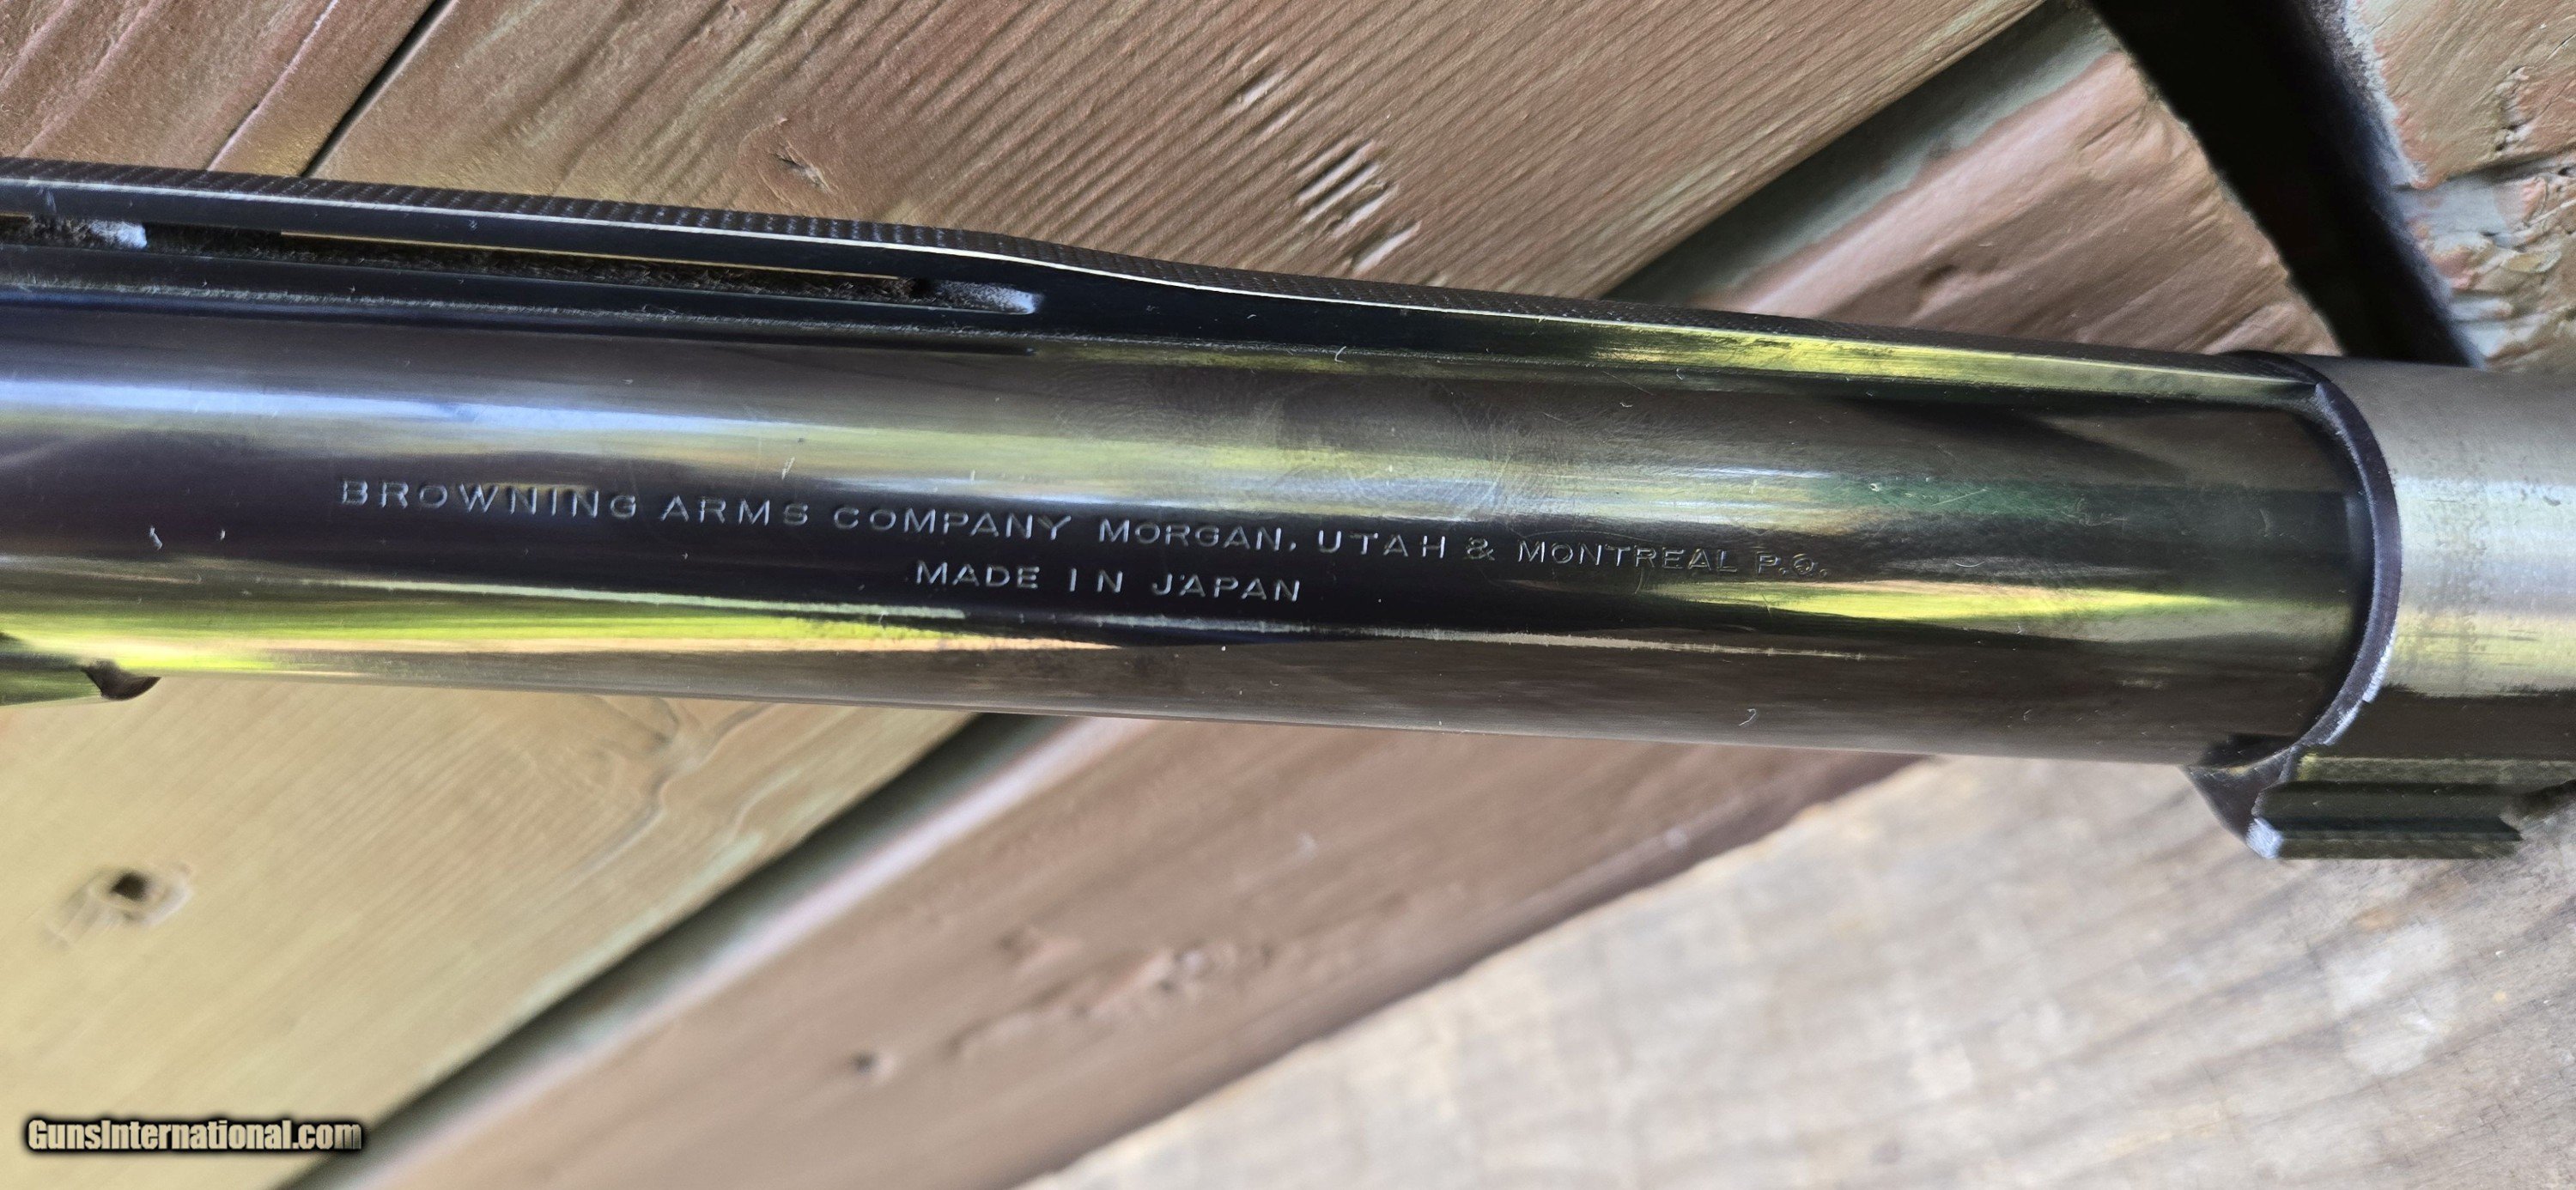 BROWNING ARMS COMPANY MORGAN, UTAH & MONTREAL P.Q.
MADE IN JAPAN
GunsInternational.com